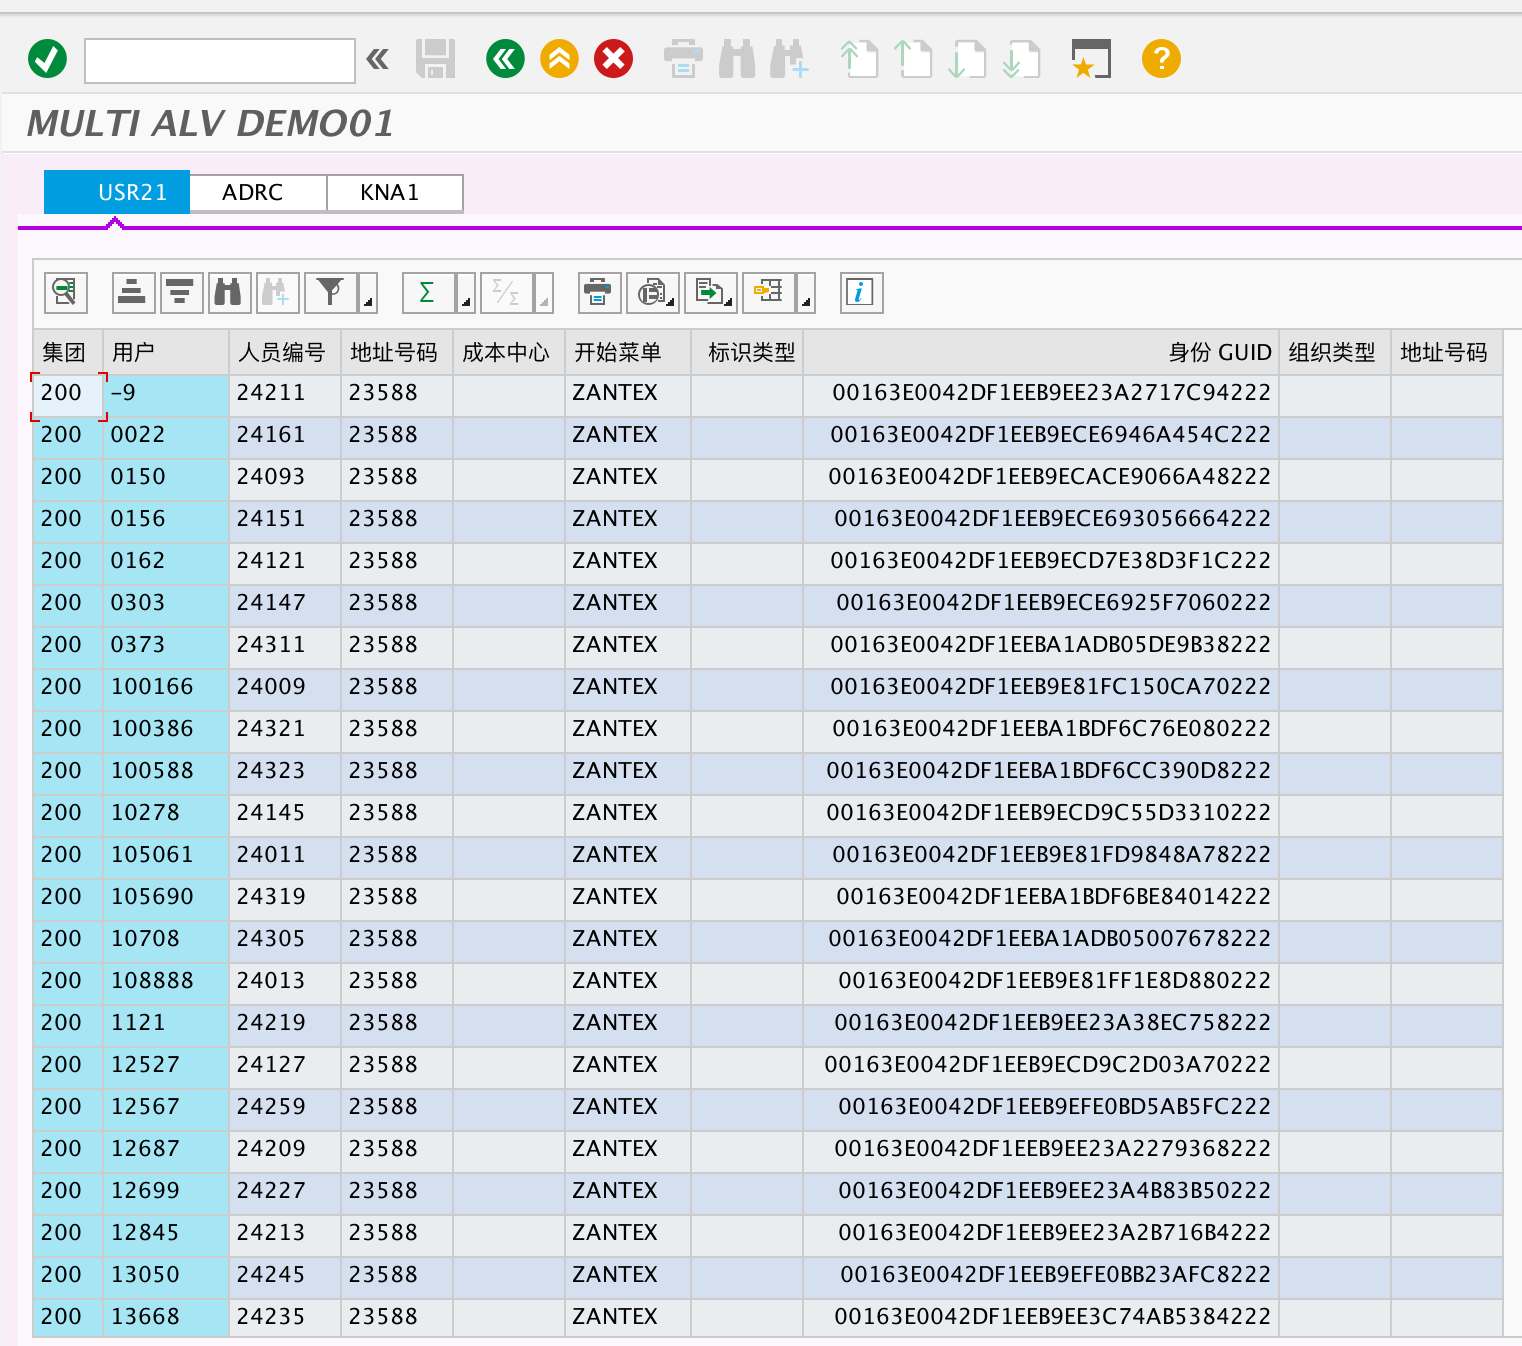 MULTI ALV DEMO01
USR21 ADRC KNA1
集团 用户 人员编号 地址号码 成本中心 开始菜单 标识类型 身份 GUID 组织类型 地址号码
200 -9 24211 23588 ZANTEX 00163E0042DF1EEB9EE23A2717C94222
200 0022 24161 23588 ZANTEX 00163E0042DF1EEB9ECE6946A454C222
200 0150 24093 23588 ZANTEX 00163E0042DF1EEB9ECACE9066A48222
200 0156 24151 23588 ZANTEX 00163E0042DF1EEB9ECE693056664222
200 0162 24121 23588 ZANTEX 00163E0042DF1EEB9ECD7E38D3F1C222
200 0303 24147 23588 ZANTEX 00163E0042DF1EEB9ECE6925F7060222
200 0373 24311 23588 ZANTEX 00163E0042DF1EEBA1ADB05DE9B38222
200 100166 24009 23588 ZANTEX 00163E0042DF1EEB9E81FC150CA70222
200 100386 24321 23588 ZANTEX 00163E0042DF1EEBA1BDF6C76E080222
200 100588 24323 23588 ZANTEX 00163E0042DF1EEBA1BDF6CC390D8222
200 10278 24145 23588 ZANTEX 00163E0042DF1EEB9ECD9C55D3310222
200 105061 24011 23588 ZANTEX 00163E0042DF1EEB9E81FD9848A78222
200 105690 24319 23588 ZANTEX 00163E0042DF1EEBA1BDF6BE84014222
200 10708 24305 23588 ZANTEX 00163E0042DF1EEBA1ADB05007678222
200 108888 24013 23588 ZANTEX 00163E0042DF1EEB9E81FF1E8D880222
200 1121 24219 23588 ZANTEX 00163E0042DF1EEB9EE23A38EC758222
200 12527 24127 23588 ZANTEX 00163E0042DF1EEB9ECD9C2D03A70222
200 12567 24259 23588 ZANTEX 00163E0042DF1EEB9EFE0BD5AB5FC222
200 12687 24209 23588 ZANTEX 00163E0042DF1EEB9EE23A2279368222
200 12699 24227 23588 ZANTEX 00163E0042DF1EEB9EE23A4B83B50222
200 12845 24213 23588 ZANTEX 00163E0042DF1EEB9EE23A2B716B4222
200 13050 24245 23588 ZANTEX 00163E0042DF1EEB9EFE0BB23AFC8222
200 13668 24235 23588 ZANTEX 00163E0042DF1EEB9EE3C74AB5384222